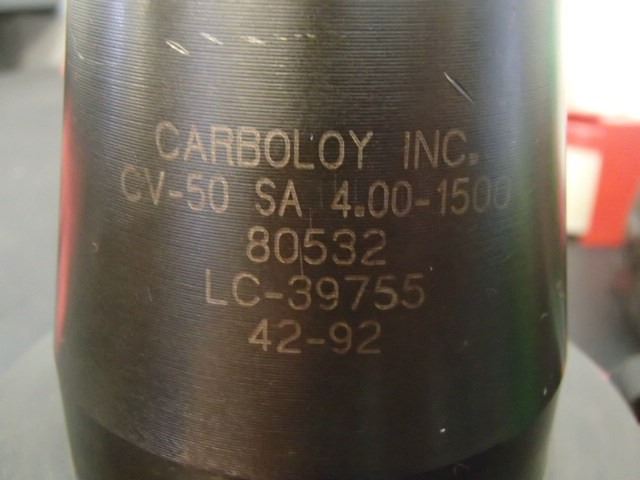 CARBOLOY INC.
CV-50 SA 4.00-1500
80532
LC-39755
42-92